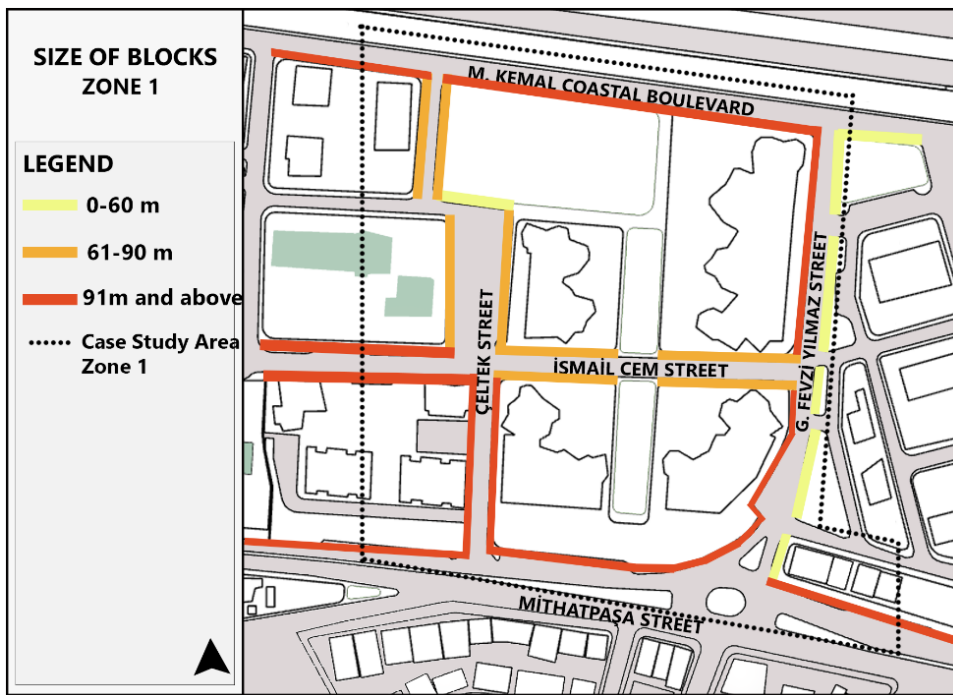 SIZE OF BLOCKS
ZONE 1
LEGEND
0-60 m
61-90 m
91m and above
Case Study Area
Zone 1
M. KEMAL COASTAL BOULEVARD
G. FEVZİ YILMAZ STREET
ÇELTEK STREET
İSMAİL CEM STREET
MİTHATPAŞA STREET